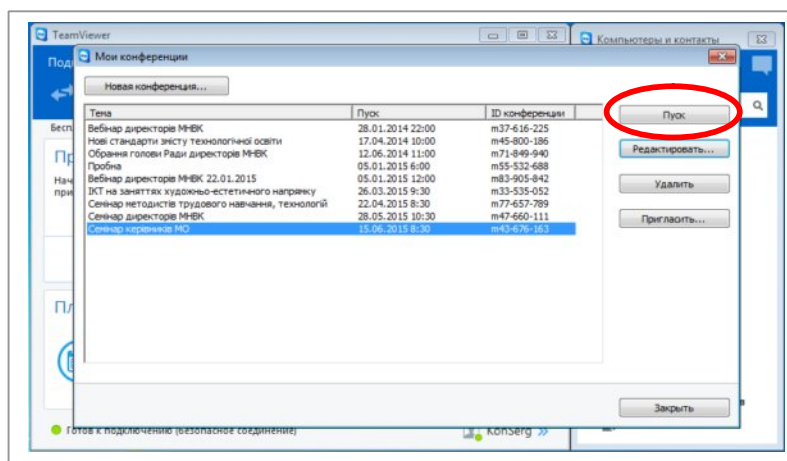 TeamViewer
Компьютеры и контакты
Мои конференции
Новая конференция...
Тема Пуск ID конференции
Вебінар директорів МНВК 28.01.2014 22:00 m37-616-225
Нові стандарти змісту технологічної освіти 17.04.2014 10:00 m45-800-186
Обрання голови Ради директорів МНВК 12.06.2014 11:00 m71-849-940
Пробна 05.01.2015 6:00 m55-532-688
Вебінар директорів МНВК 22.01.2015 05.01.2015 12:00 m83-905-842
ІКТ на заняттях художньо-естетичного напрямку 26.03.2015 9:30 m33-535-052
Семінар методистів трудового навчання, технологій 22.04.2015 8:30 m77-657-789
Семінар директорів МНВК 28.05.2015 10:30 m47-660-111
Семінар керівників МО 15.06.2015 8:30 m43-676-163
Пуск
Редактировать...
Удалить
Пригласить...
Закрыть
Готов к подключению (безопасное соединение)
KonSerg